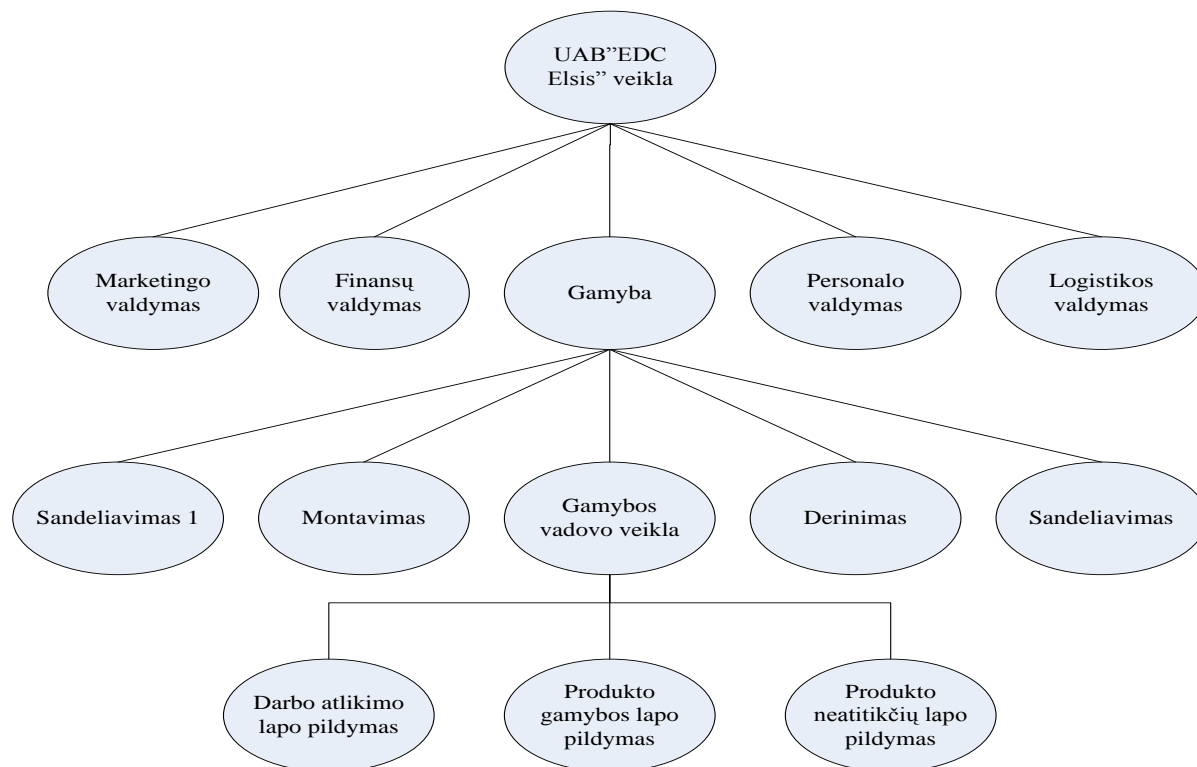 UAB”EDC
Elsis” veikla
Marketingo
valdymas
Finansų
valdymas
Gamyba
Personalo
valdymas
Logistikos
valdymas
Sandeliavimas 1
Montavimas
Gamybos
vadovo veikla
Derinimas
Sandeliavimas
Darbo atlikimo
lapo pildymas
Produkto
gamybos lapo
pildymas
Produkto
neatitikčių lapo
pildymas